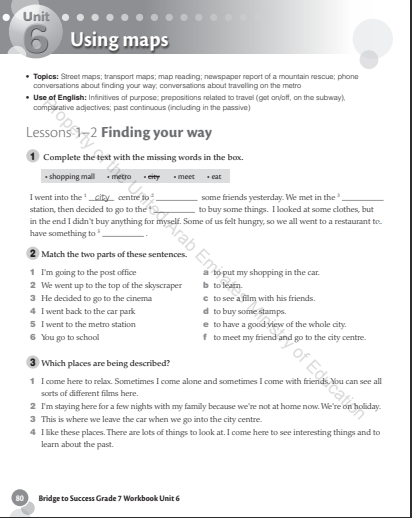 Unit
6
Using maps
• Topics: Street maps; transport maps; map reading; newspaper report of a mountain rescue; phone
conversations about finding your way; conversations about travelling on the metro
• Use of English: Infinitives of purpose; prepositions related to travel (get on/off, on the subway),
comparative adjectives; past continuous (including in the passive)
Lessons 1–2 Finding your way
1 Complete the text with the missing words in the box.
• shopping mall • metro • city • meet • eat
I went into the ¹ city centre to ² ________ some friends yesterday. We met in the ³ ________
station, then decided to go to the ⁴ ________ to buy some things. I looked at some clothes, but
in the end I didn't buy anything for myself. Some of us felt hungry, so we all went to a restaurant to
have something to ⁵ ________ .
2 Match the two parts of these sentences.
1 I'm going to the post office a to put my shopping in the car.
2 We went up to the top of the skyscraper b to learn.
3 He decided to go to the cinema c to see a film with his friends.
4 I went back to the car park d to buy some stamps.
5 I went to the metro station e to have a good view of the whole city.
6 You go to school f to meet my friend and go to the city centre.
3 Which places are being described?
1 I come here to relax. Sometimes I come alone and sometimes I come with friends. You can see all
sorts of different films here.
2 I'm staying here for a few nights with my family because we're not at home now. We're on holiday.
3 This is where we leave the car when we go into the city centre.
4 I like these places. There are lots of things to look at. I come here to see interesting things and to
learn about the past.
80 Bridge to Success Grade 7 Workbook Unit 6
Property of the United Arab Emirates Ministry of Education